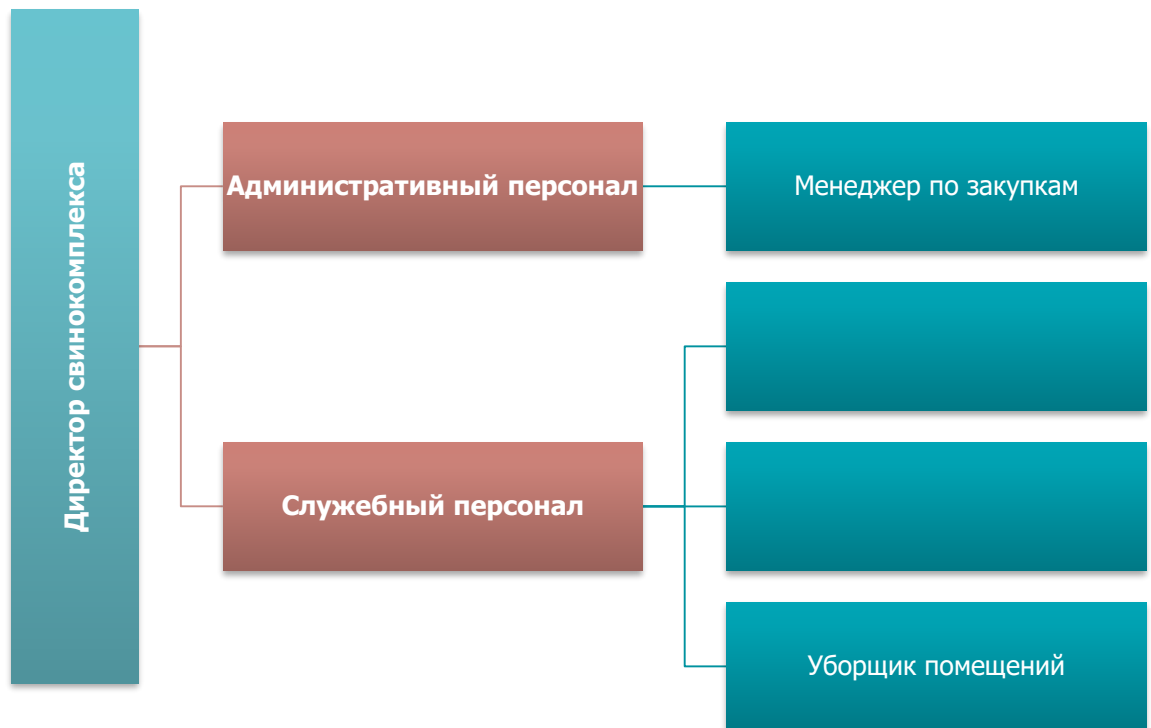 Директор свинокомплекса
Административный персонал
Менеджер по закупкам
Служебный персонал
Уборщик помещений